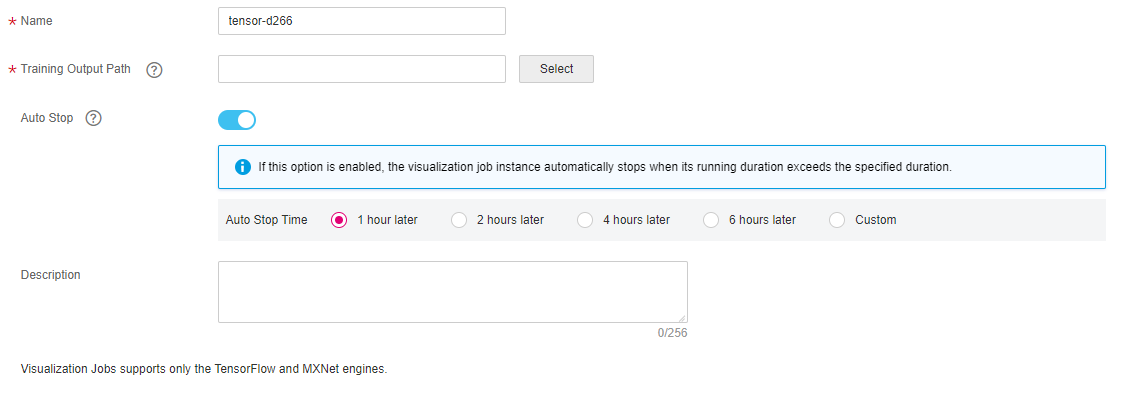 * Name tensor-d266
* Training Output Path ? Select
Auto Stop ?
i If this option is enabled, the visualization job instance automatically stops when its running duration exceeds the specified duration.
Auto Stop Time 1 hour later 2 hours later 4 hours later 6 hours later Custom
Description
0/256
Visualization Jobs supports only the TensorFlow and MXNet engines.